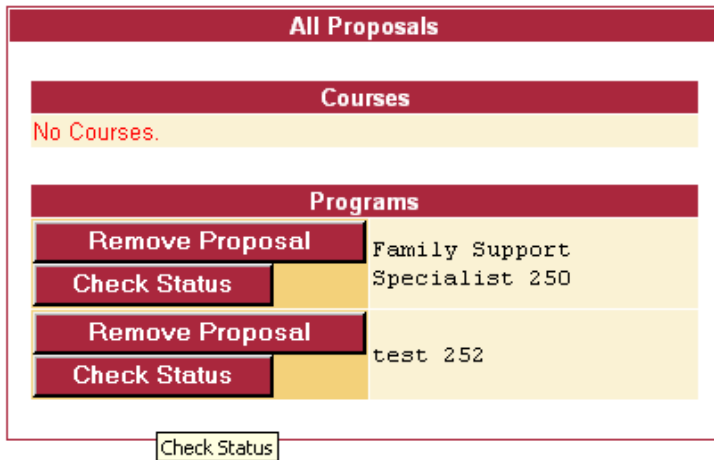 All Proposals
Courses
No Courses.
Programs
Remove Proposal
Check Status
Family Support
Specialist 250
Remove Proposal
Check Status
test 252
Check Status